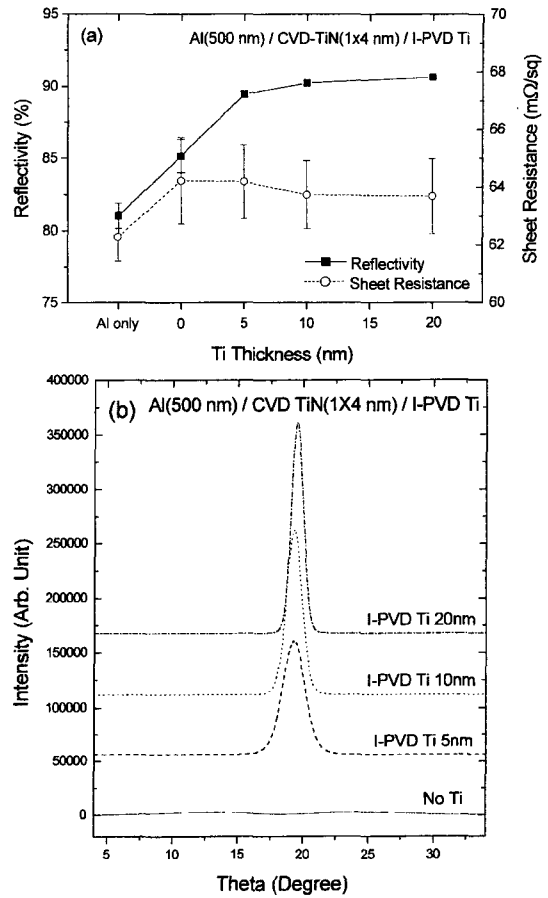 (a)
Al(500 nm) / CVD-TiN(1x4 nm) / I-PVD Ti
95
90
85
80
75
Reflectivity (%)
70
68
66
64
62
60
Sheet Resistance (mΩ/sq)
Reflectivity
Sheet Resistance
Al only 0 5 10 15 20
Ti Thickness (nm)
(b)
Al(500 nm) / CVD TiN(1X4 nm) / I-PVD Ti
400000
350000
300000
250000
200000
150000
100000
50000
0
Intensity (Arb. Unit)
I-PVD Ti 20nm
I-PVD Ti 10nm
I-PVD Ti 5nm
No Ti
5 10 15 20 25 30
Theta (Degree)